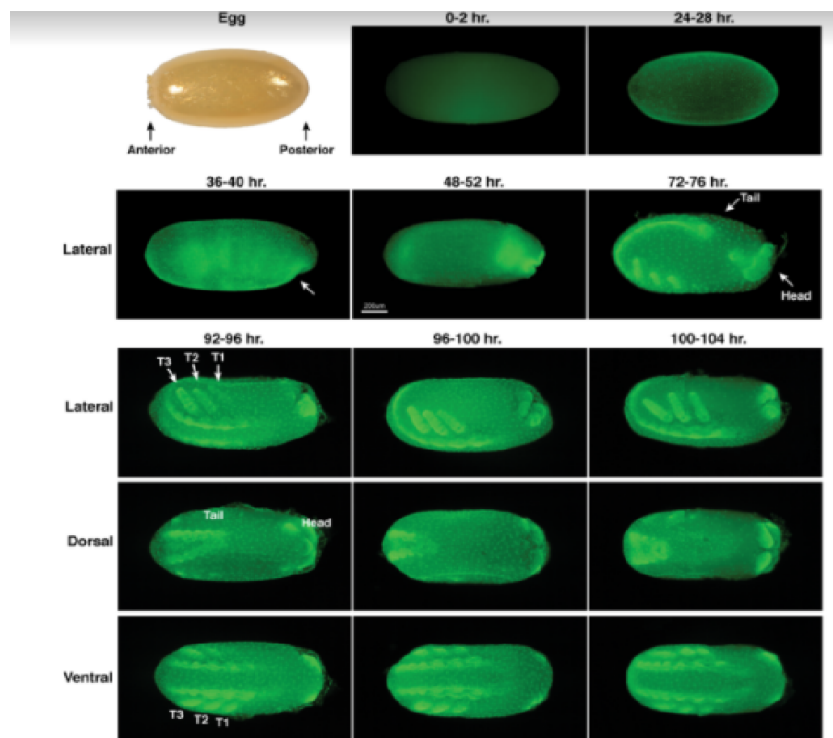 Egg 0-2 hr. 24-28 hr.
Anterior Posterior
36-40 hr. 48-52 hr. 72-76 hr.
Tail
Lateral
200um
Head
92-96 hr. 96-100 hr. 100-104 hr.
T3 T2 T1
Lateral
Tail Head
Dorsal
Ventral
T3 T2 T1